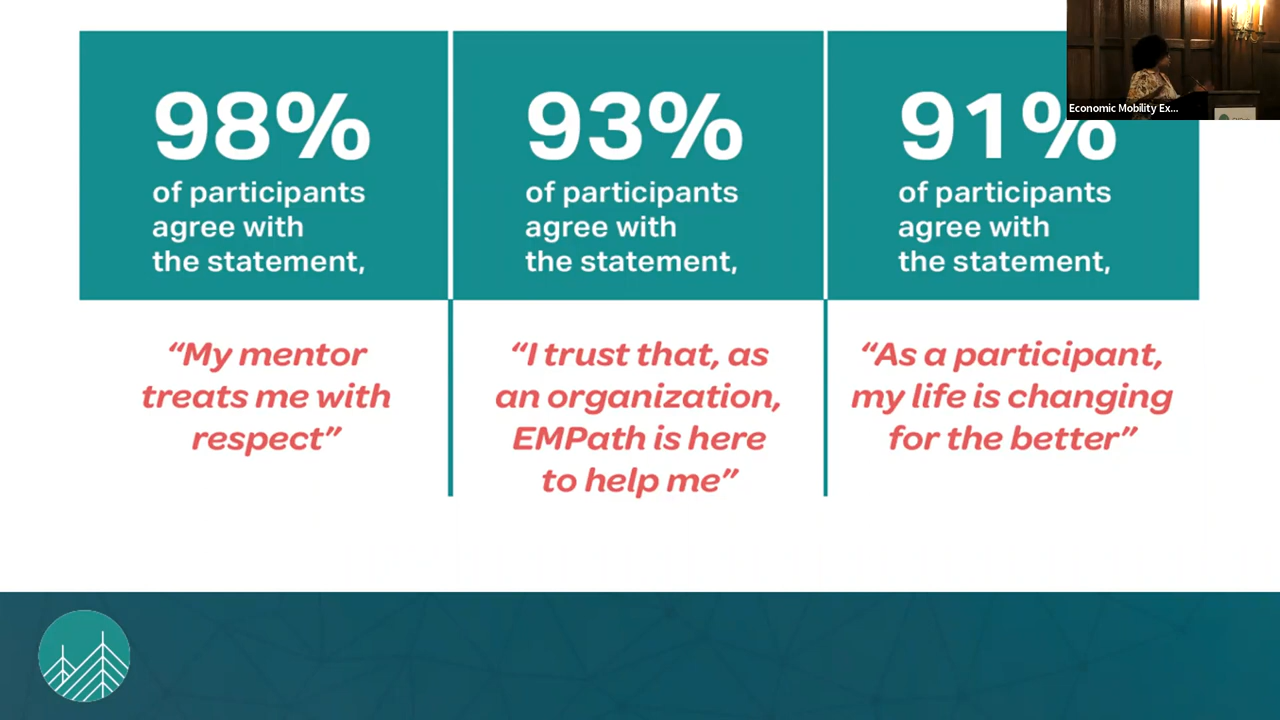 98%
of participants
agree with
the statement,
“My mentor
treats me with
respect”
93%
of participants
agree with
the statement,
“I trust that, as
an organization,
EMPath is here
to help me”
91%
of participants
agree with
the statement,
“As a participant,
my life is changing
for the better”
Economic Mobility Ex...